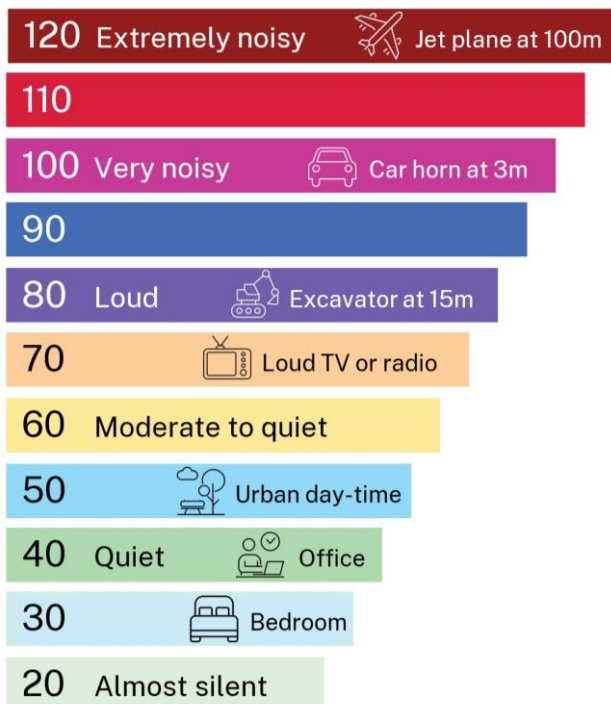 120 Extremely noisy Jet plane at 100m
110
100 Very noisy Car horn at 3m
90
80 Loud Excavator at 15m
70 Loud TV or radio
60 Moderate to quiet
50 Urban day-time
40 Quiet Office
30 Bedroom
20 Almost silent